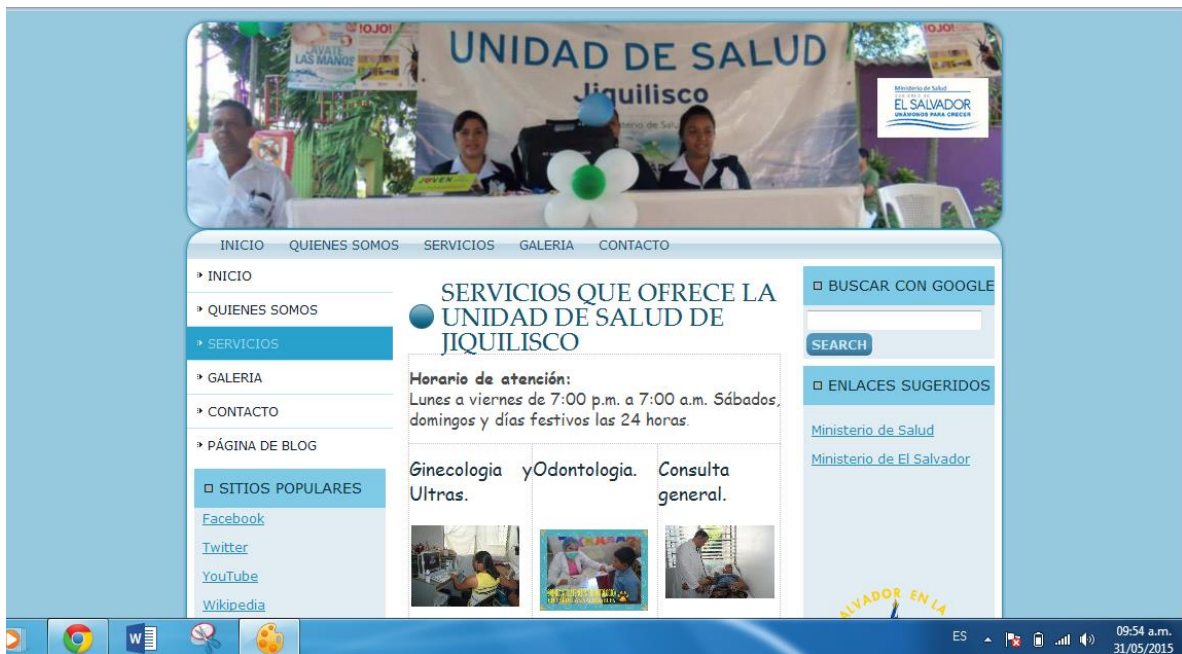 ¡OJO!
LAVATE
LAS MANOS
UNIDAD DE SALUD
Jiquilisco
¡OJO!
Ministerio de Salud
EL SALVADOR
UNÁMONOS PARA CRECER
JOVEN
INICIO QUIENES SOMOS SERVICIOS GALERIA CONTACTO
INICIO
QUIENES SOMOS
SERVICIOS
GALERIA
CONTACTO
PÁGINA DE BLOG
SITIOS POPULARES
Facebook
Twitter
YouTube
Wikipedia
SERVICIOS QUE OFRECE LA
UNIDAD DE SALUD DE
JIQUILISCO
Horario de atención:
Lunes a viernes de 7:00 p.m. a 7:00 a.m. Sábados,
domingos y días festivos las 24 horas.
Ginecologia y
Ultras.
Odontologia.
Consulta
general.
BUSCAR CON GOOGLE
SEARCH
ENLACES SUGERIDOS
Ministerio de Salud
Ministerio de El Salvador
ES
09:54 a.m.
31/05/2015